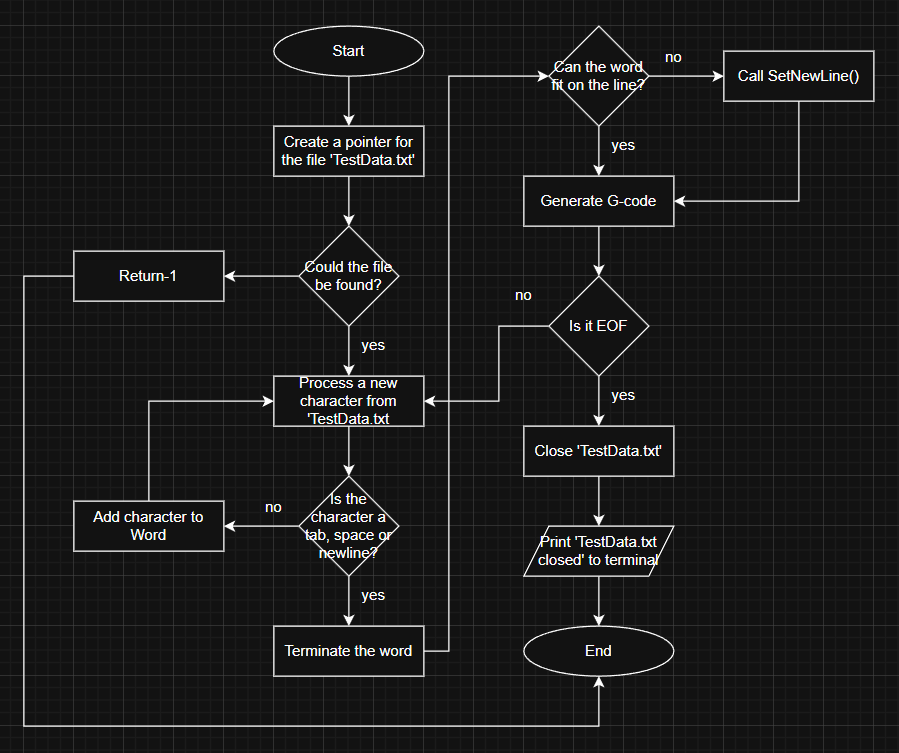 Start
Create a pointer for
the file 'TestData.txt'
Could the file
be found?
Return-1
yes
Process a new
character from
'TestData.txt
Is the
character a
tab, space or
newline?
no
Add character to
Word
yes
Terminate the word
Can the word
fit on the line?
no
Call SetNewLine()
yes
Generate G-code
Is it EOF
no
yes
Close 'TestData.txt'
Print 'TestData.txt
closed' to terminal
End